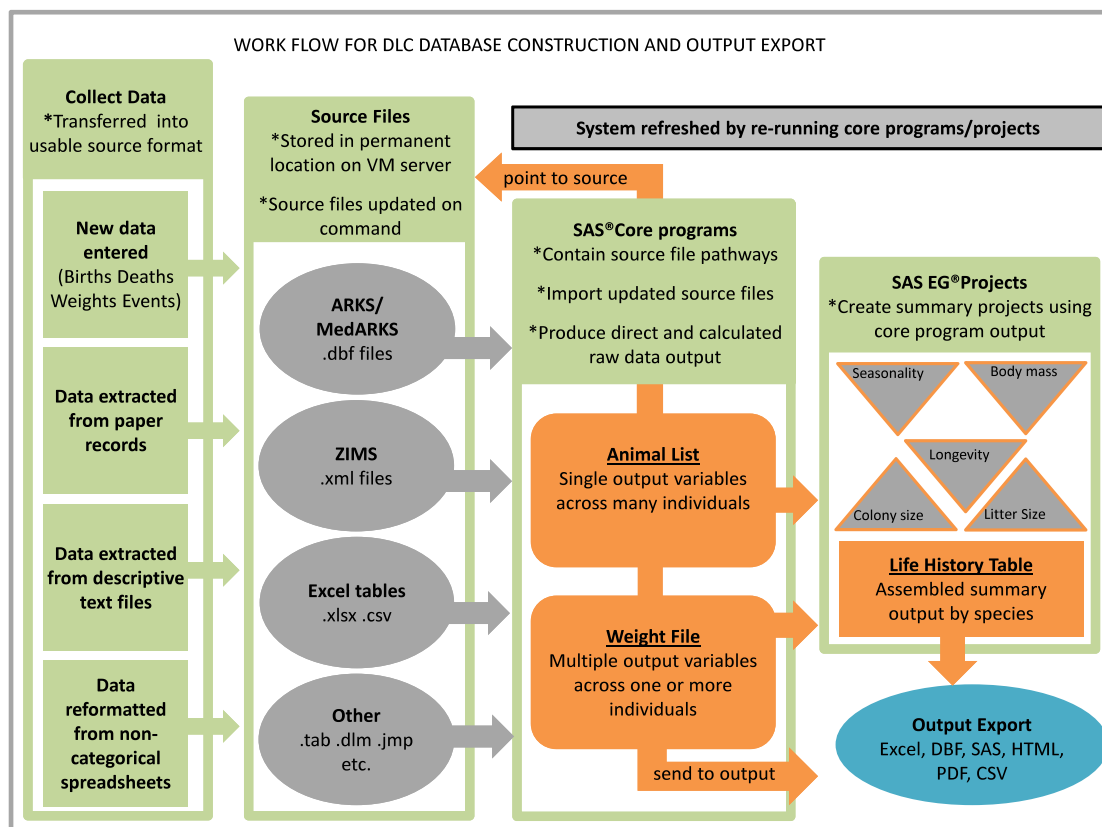 WORK FLOW FOR DLC DATABASE CONSTRUCTION AND OUTPUT EXPORT
Collect Data
*Transferred into
usable source format
New data
entered
(Births Deaths
Weights Events)
Data extracted
from paper
records
Data extracted
from descriptive
text files
Data
reformatted
from non-
categorical
spreadsheets
Source Files
*Stored in permanent
location on VM server
*Source files updated on
command
ARKS/
MedARKS
.dbf files
ZIMS
.xml files
Excel tables
.xlsx .csv
Other
.tab .dlm .jmp
etc.
System refreshed by re-running core programs/projects
point to source
SAS®Core programs
*Contain source file pathways
*Import updated source files
*Produce direct and calculated
raw data output
Animal List
Single output variables
across many individuals
Weight File
Multiple output variables
across one or more
individuals
send to output
SAS EG®Projects
*Create summary projects using
core program output
Seasonality
Body mass
Longevity
Colony size
Litter Size
Life History Table
Assembled summary
output by species
Output Export
Excel, DBF, SAS, HTML,
PDF, CSV